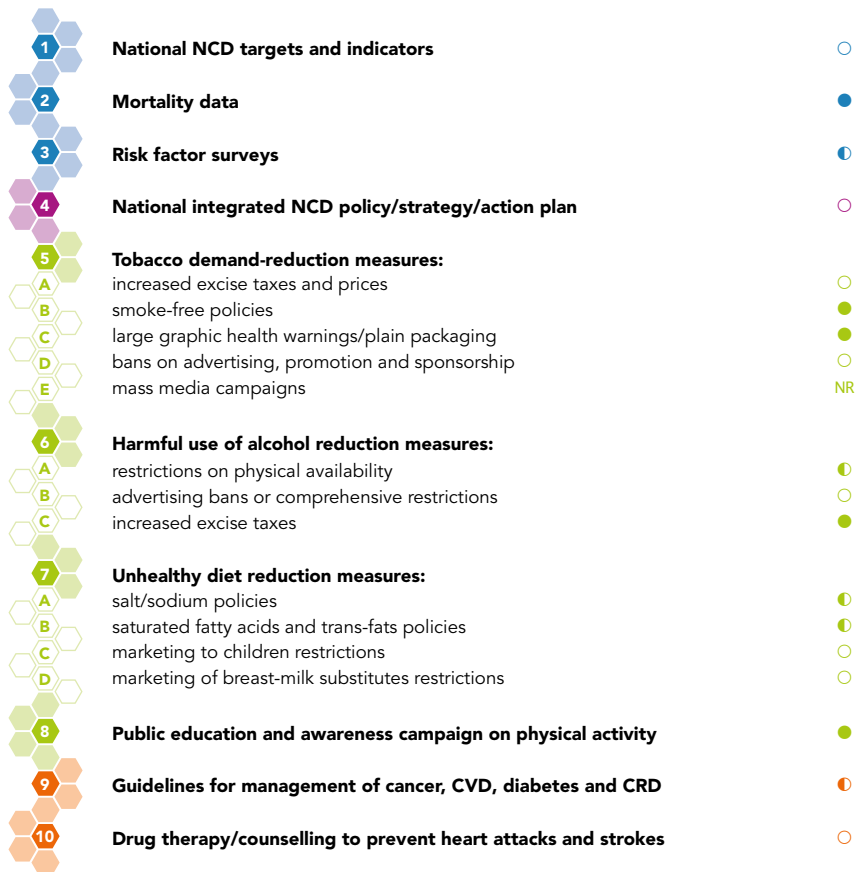 1 National NCD targets and indicators ○
2 Mortality data ●
3 Risk factor surveys ◐
4 National integrated NCD policy/strategy/action plan ○
5 Tobacco demand-reduction measures:
A increased excise taxes and prices ○
B smoke-free policies ●
C large graphic health warnings/plain packaging ●
D bans on advertising, promotion and sponsorship ○
E mass media campaigns NR
6 Harmful use of alcohol reduction measures:
A restrictions on physical availability ◐
B advertising bans or comprehensive restrictions ○
C increased excise taxes ●
7 Unhealthy diet reduction measures:
A salt/sodium policies ◐
B saturated fatty acids and trans-fats policies ◐
C marketing to children restrictions ○
D marketing of breast-milk substitutes restrictions ○
8 Public education and awareness campaign on physical activity ●
9 Guidelines for management of cancer, CVD, diabetes and CRD ◐
10 Drug therapy/counselling to prevent heart attacks and strokes ○